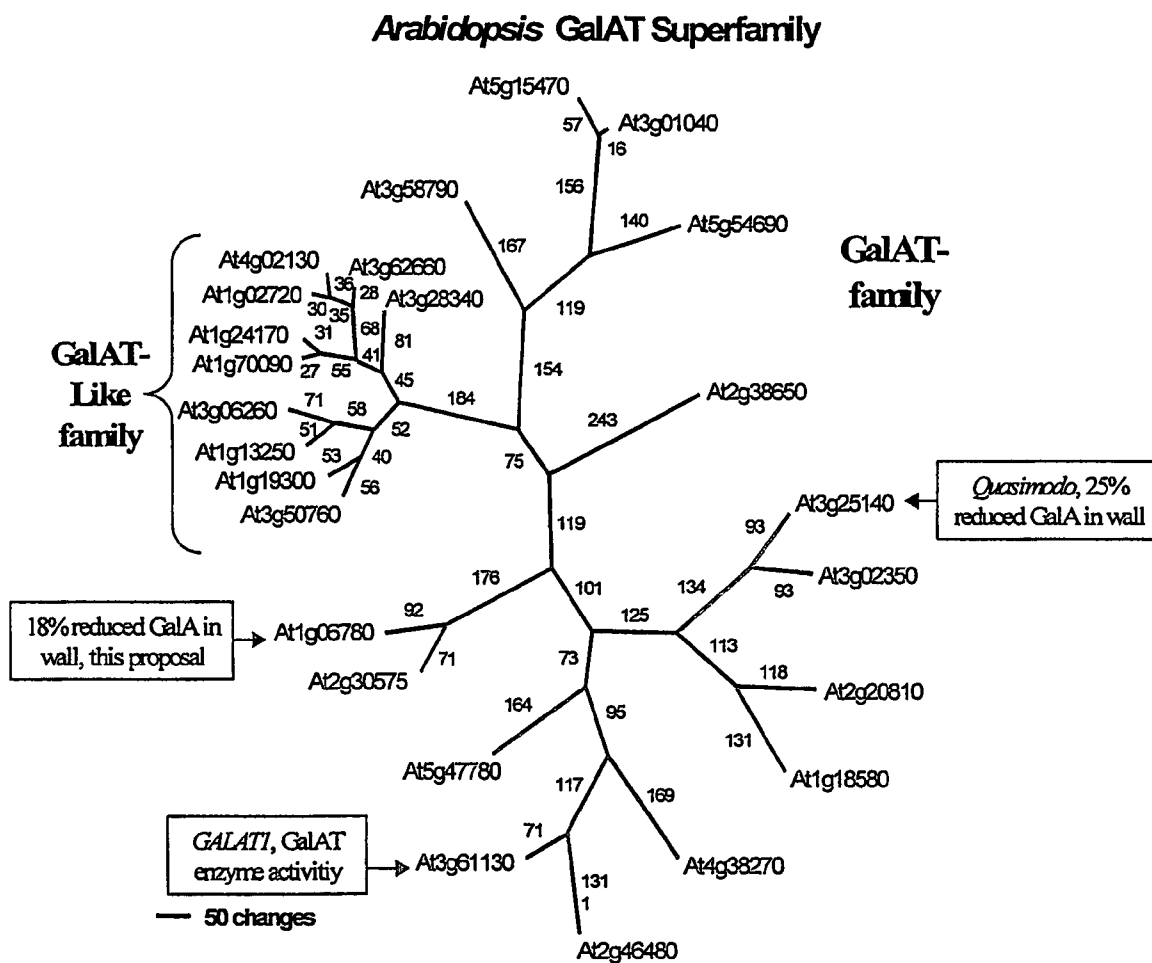 Arabidopsis GalAT Superfamily
At5g15470
57
At3g01040
16
156
At3g58790
140
At5g54690
167
GalAT-
family
119
At4g02130
36
At3g62660
At1g02720
30
35
28
At3g28340
At1g24170
31
68
81
GalAT-
Like
family
At1g70090
27
55
41
45
154
71
At3g06260
58
184
At2g38650
243
51
52
At1g13250
53
40
75
At1g19300
56
At3g50760
At3g25140
Quasimodo, 25%
reduced GalA in wall
93
119
At3g02350
93
176
134
101
125
18% reduced GalA in
wall, this proposal
92
At1g06780
113
71
At2g30575
73
118
At2g20810
164
95
131
At5g47780
At1g18580
117
169
GALAT1, GalAT
enzyme activitiy
71
At3g61130
At4g38270
131
1
50 changes
At2g46480